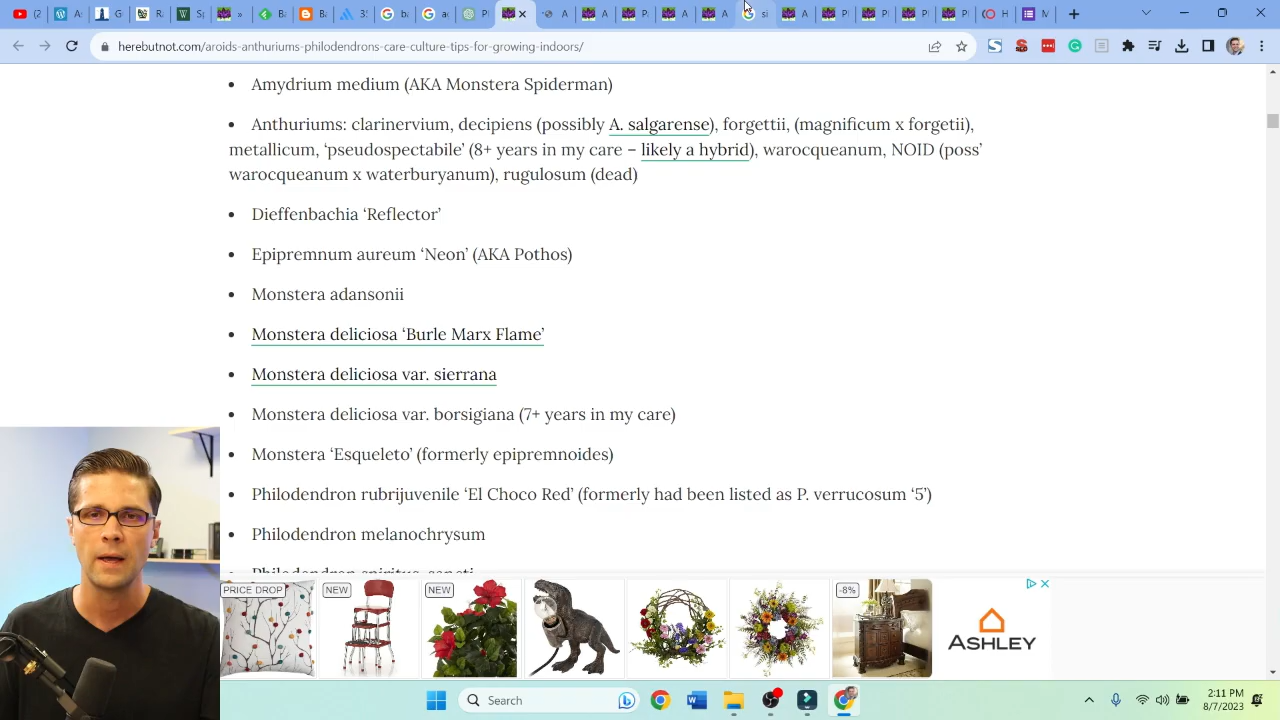 herebutnot.com/aroids-anthuriums-philodendrons-care-culture-tips-for-growing-indoors/
Amydrium medium (AKA Monstera Spiderman)
Anthuriums: clarinervium, decipiens (possibly A. salgarense), forgettii, (magnificum x forgetii),
metallicum, ‘pseudospectabile’ (8+ years in my care – likely a hybrid), warocqueanum, NOID (poss’
warocqueanum x waterburyanum), rugulosum (dead)
Dieffenbachia ‘Reflector’
Epipremnum aureum ‘Neon’ (AKA Pothos)
Monstera adansonii
Monstera deliciosa ‘Burle Marx Flame’
Monstera deliciosa var. sierrana
Monstera deliciosa var. borsigiana (7+ years in my care)
Monstera ‘Esqueleto’ (formerly epipremnoides)
Philodendron rubrijuvenile ‘El Choco Red’ (formerly had been listed as P. verrucosum ‘5’)
Philodendron melanochrysum
PRICE DROP
NEW
NEW
-8%
ASHLEY
Search
2:11 PM
8/7/2023